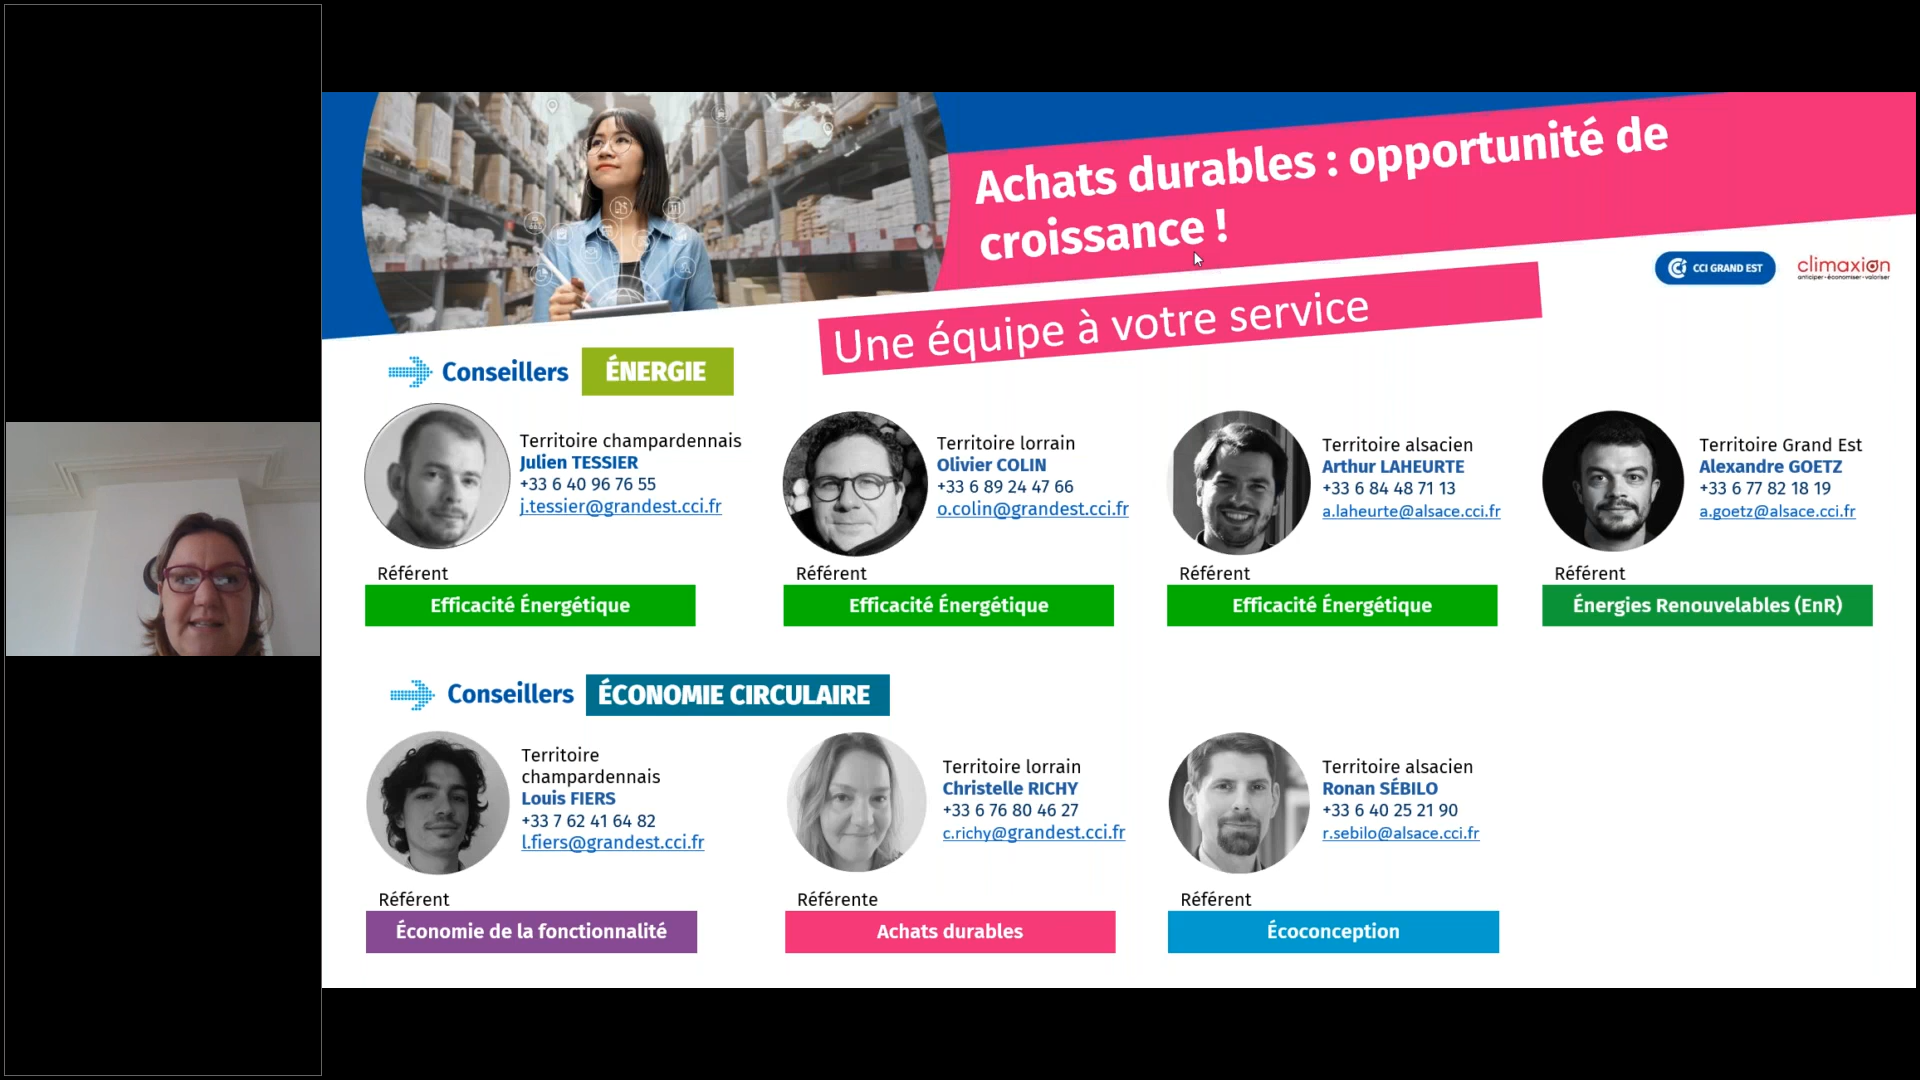 Achats durables : opportunité de
croissance !
CCI GRAND EST
climaxion
anticiper • économiser • valoriser
Une équipe à votre service
Conseillers ÉNERGIE
Territoire champardennais
Julien TESSIER
+33 6 40 96 76 55
j.tessier@grandest.cci.fr
Référent
Efficacité Énergétique
Territoire lorrain
Olivier COLIN
+33 6 89 24 47 66
o.colin@grandest.cci.fr
Référent
Efficacité Énergétique
Territoire alsacien
Arthur LAHEURTE
+33 6 84 48 71 13
a.laheurte@alsace.cci.fr
Référent
Efficacité Énergétique
Territoire Grand Est
Alexandre GOETZ
+33 6 77 82 18 19
a.goetz@alsace.cci.fr
Référent
Énergies Renouvelables (EnR)
Conseillers ÉCONOMIE CIRCULAIRE
Territoire
champardennais
Louis FIERS
+33 7 62 41 64 82
l.fiers@grandest.cci.fr
Référent
Économie de la fonctionnalité
Territoire lorrain
Christelle RICHY
+33 6 76 80 46 27
c.richy@grandest.cci.fr
Référente
Achats durables
Territoire alsacien
Ronan SÉBILO
+33 6 40 25 21 90
r.sebilo@alsace.cci.fr
Référent
Écoconception